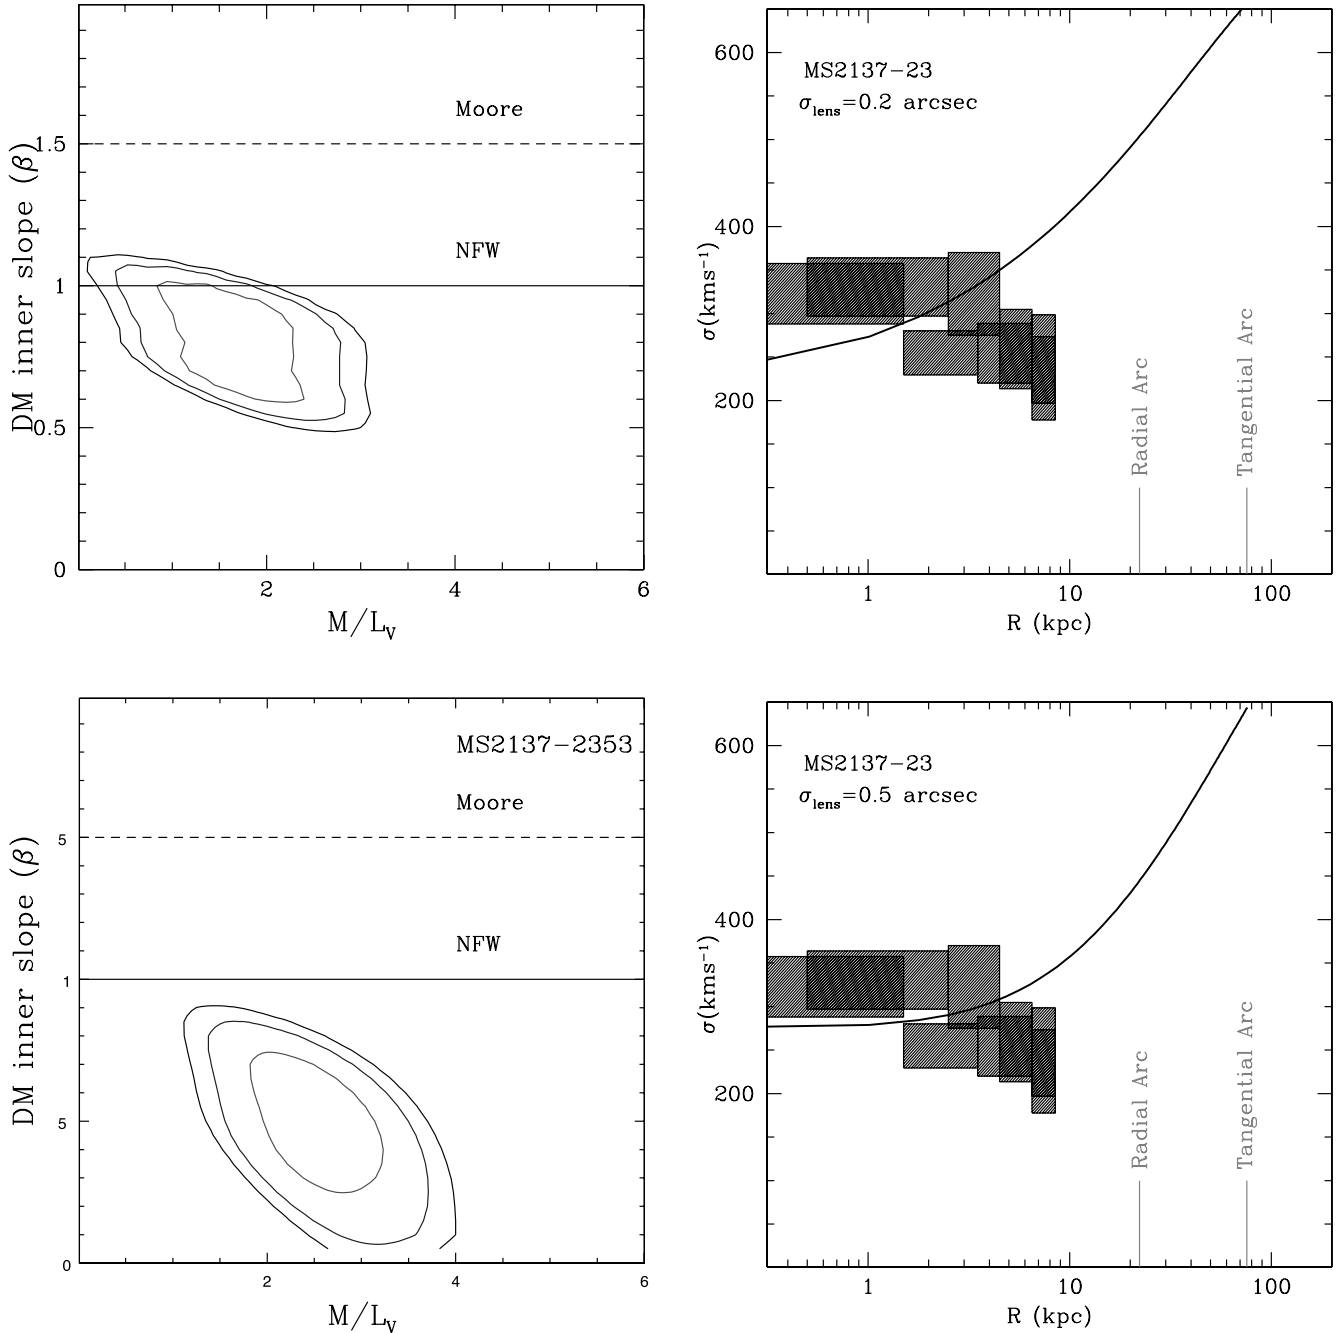 Moore
NFW
DM inner slope (β)
1.5
1
0.5
0
2
4
6
M/L_V
MS2137−23
σ_lens=0.2 arcsec
600
400
200
σ(kms⁻¹)
Radial Arc
Tangential Arc
1
10
100
R (kpc)
MS2137−2353
Moore
NFW
DM inner slope (β)
5
1
5
0
2
4
6
M/L_V
MS2137−23
σ_lens=0.5 arcsec
600
400
200
σ(kms⁻¹)
Radial Arc
Tangential Arc
1
10
100
R (kpc)